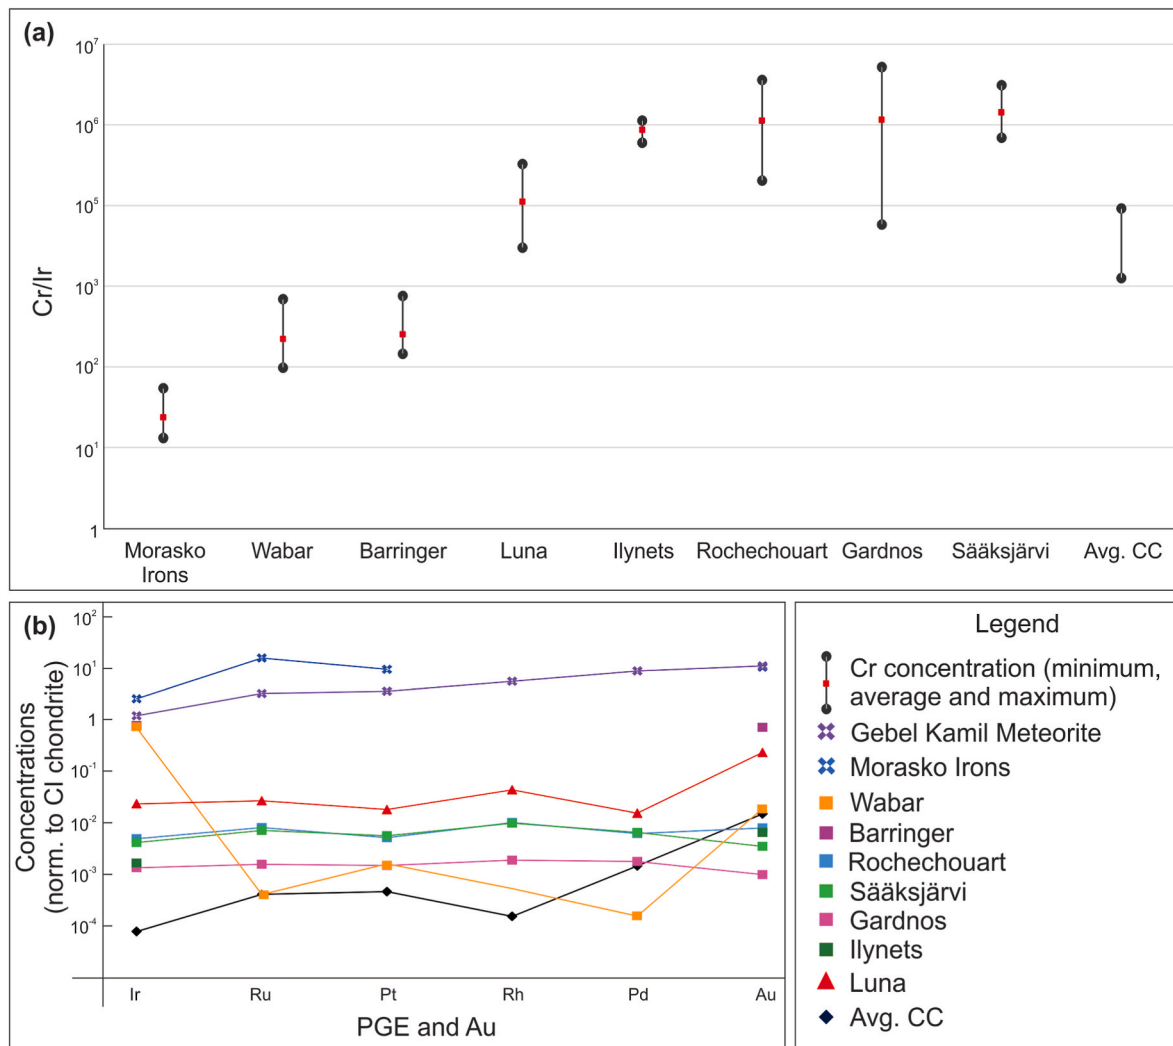 (a)
10⁷
10⁶
10⁵
10³
10²
10¹
1
Cr/Ir
Morasko Irons
Wabar
Barringer
Luna
Ilynets
Rochechouart
Gardnos
Sääksjärvi
Avg. CC
(b)
10²
10¹
1
10⁻¹
10⁻²
10⁻³
10⁻⁴
Concentrations
(norm. to CI chondrite)
Ir
Ru
Pt
Rh
Pd
Au
PGE and Au
Legend
Cr concentration (minimum,
average and maximum)
Gebel Kamil Meteorite
Morasko Irons
Wabar
Barringer
Rochechouart
Sääksjärvi
Gardnos
Ilynets
Luna
Avg. CC